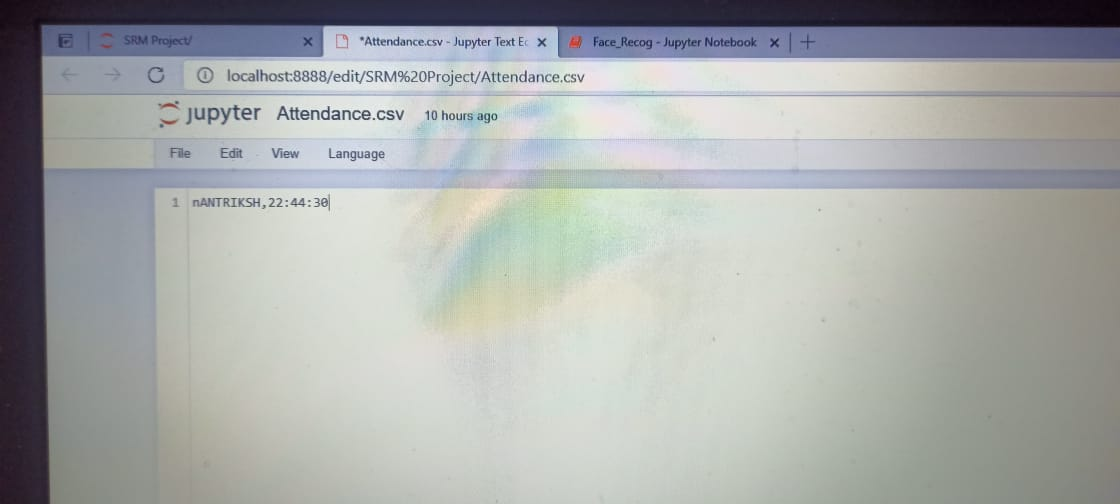 SRM Project/
*Attendance.csv - Jupyter Text Ec
Face_Recog - Jupyter Notebook
localhost:8888/edit/SRM%20Project/Attendance.csv
jupyter Attendance.csv 10 hours ago
File Edit View Language
1 nANTRIKSH,22:44:30